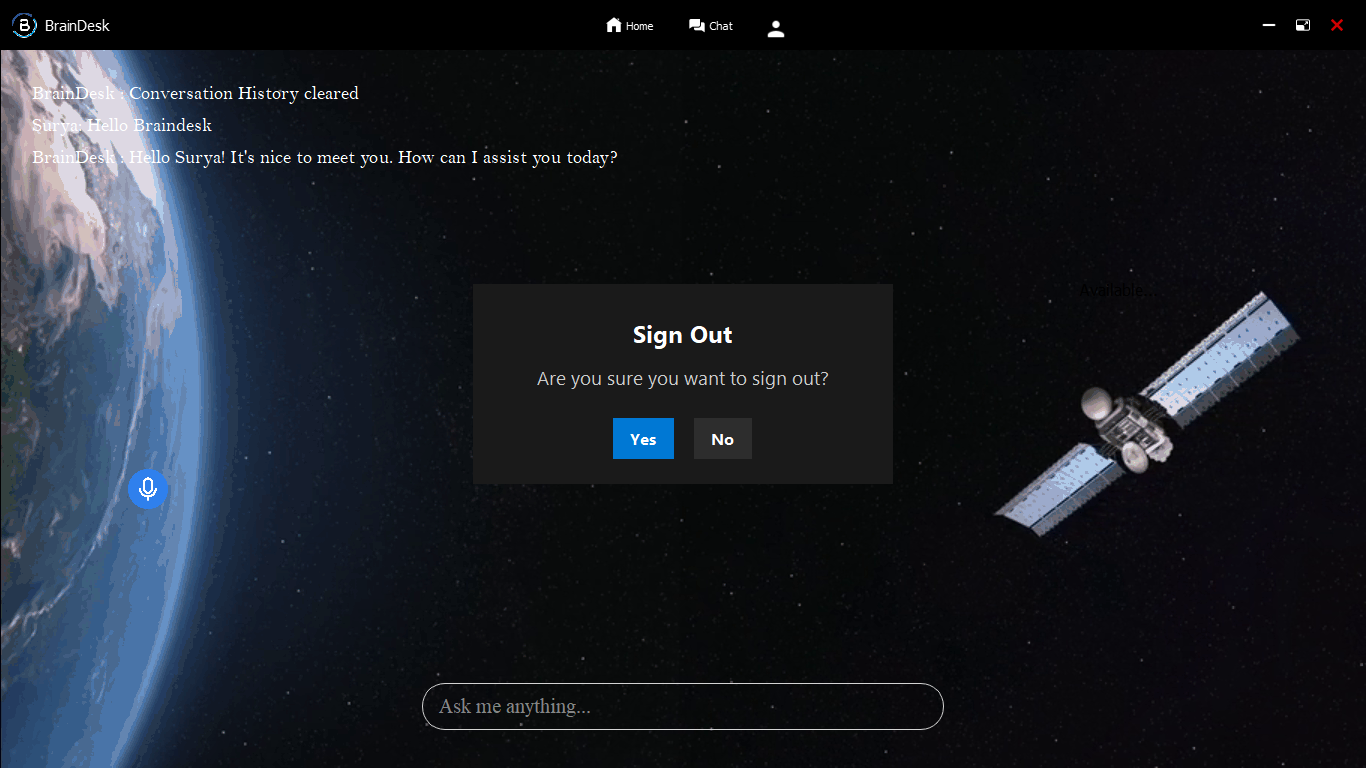 BrainDesk
Home
Chat
BrainDesk : Conversation History cleared
Surya: Hello Braindesk
BrainDesk : Hello Surya! It's nice to meet you. How can I assist you today?
Available...
Sign Out
Are you sure you want to sign out?
Yes
No
Ask me anything...